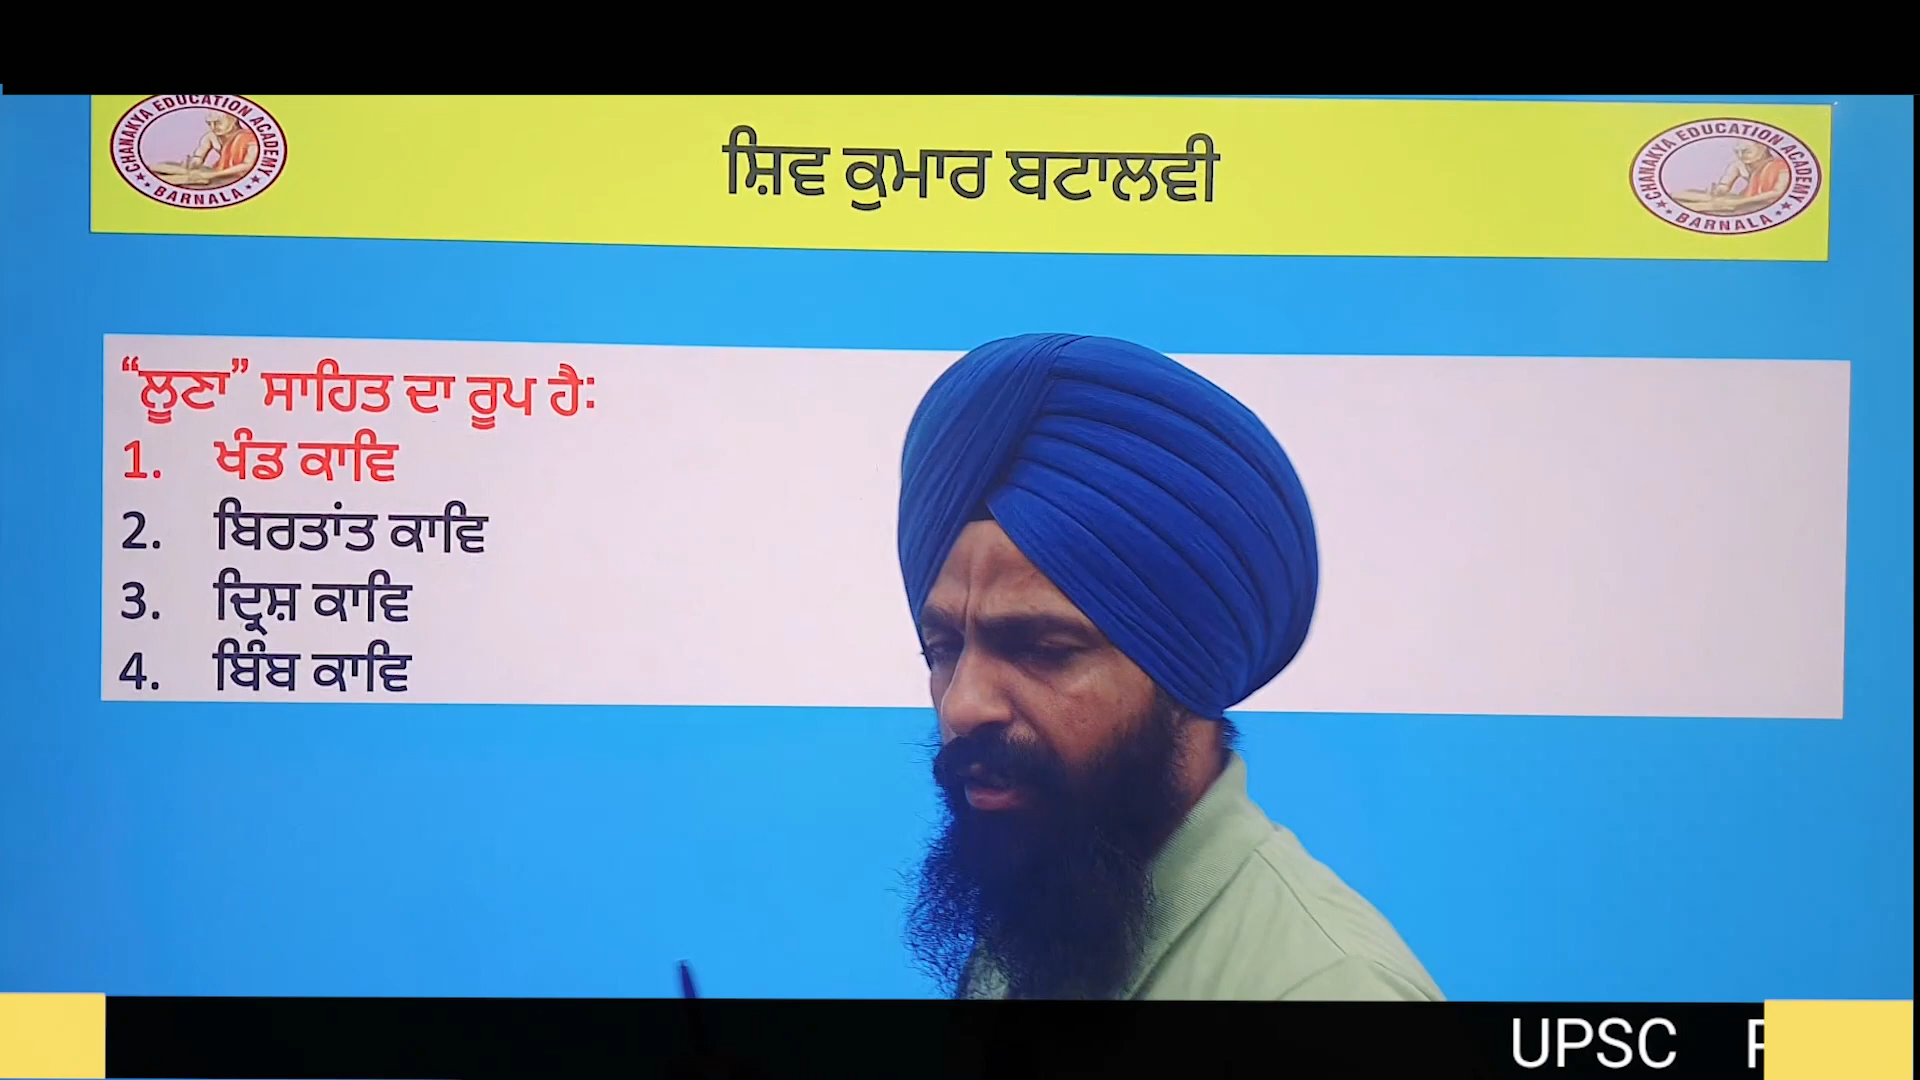 CHANAKYA EDUCATION ACADEMY
★ BARNALA ★
ਸ਼ਿਵ ਕੁਮਾਰ ਬਟਾਲਵੀ
CHANAKYA EDUCATION ACADEMY
★ BARNALA ★
“ਲੂਣਾ” ਸਾਹਿਤ ਦਾ ਰੂਪ ਹੈ:
1. ਖੰਡ ਕਾਵਿ
2. ਬਿਰਤਾਂਤ ਕਾਵਿ
3. ਦ੍ਰਿਸ਼ ਕਾਵਿ
4. ਬਿੰਬ ਕਾਵਿ
UPSC